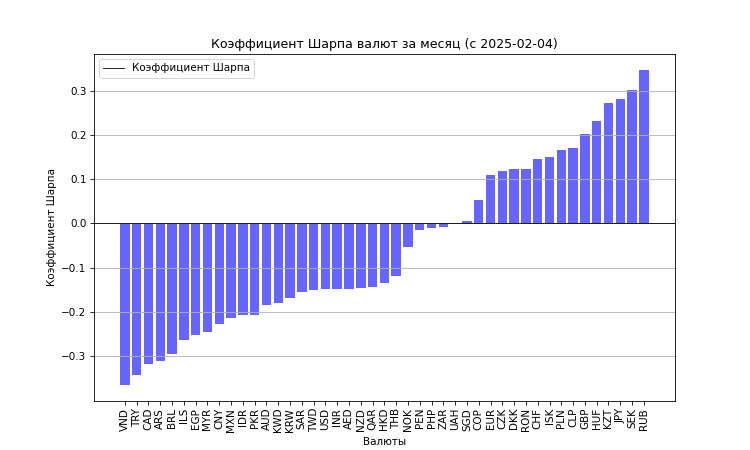 Коэффициент Шарпа валют за месяц (с 2025-02-04)
Коэффициент Шарпа
Коэффициент Шарпа
0.3
0.2
0.1
0.0
−0.1
−0.2
−0.3
VND TRY CAD ARS BRL ILS EGP MYR CNY MXN IDR PKR AUD KWD KRW SAR TWD USD INR AED NZD QAR HKD THB NOK PEN PHP ZAR UAH SGD COP EUR CZK DKK RON CHF ISK PLN CLP GBP HUF KZT JPY SEK RUB
Валюты